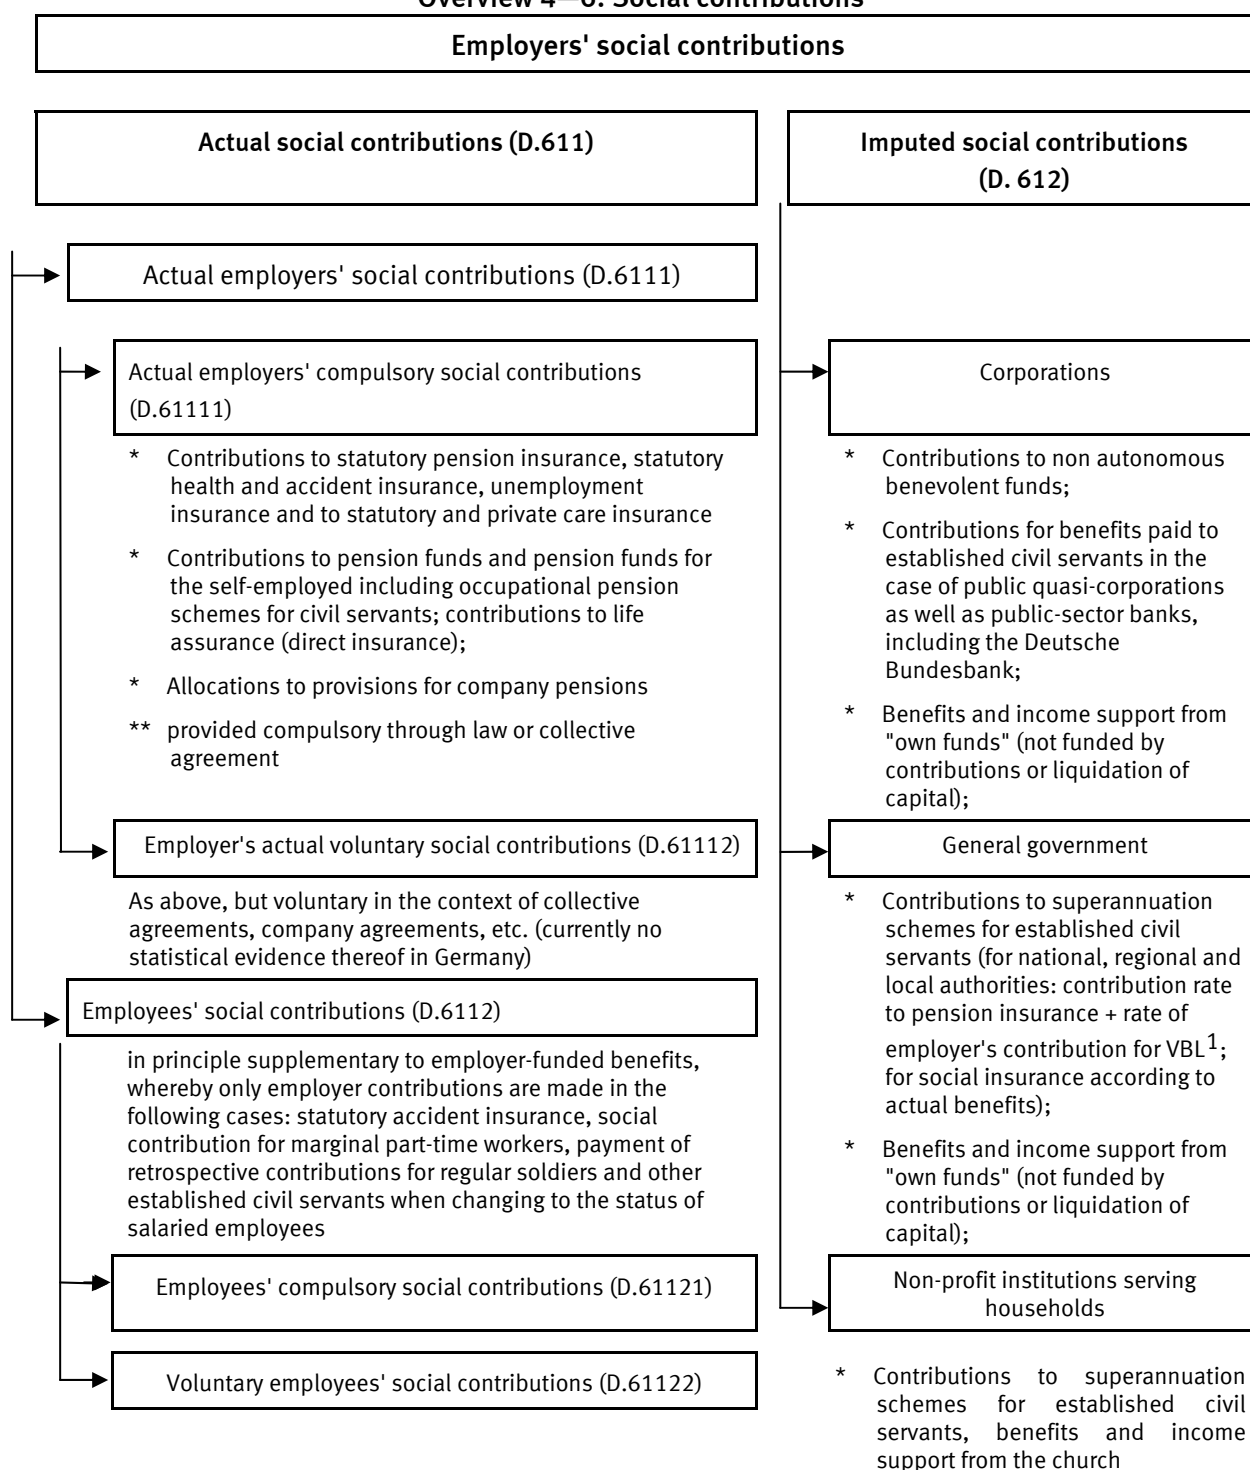 Overview 4—6: Social contributions
Employers' social contributions
Actual social contributions (D.611)
Actual employers' social contributions (D.6111)
Actual employers' compulsory social contributions
(D.61111)
* Contributions to statutory pension insurance, statutory
health and accident insurance, unemployment
insurance and to statutory and private care insurance
* Contributions to pension funds and pension funds for
the self-employed including occupational pension
schemes for civil servants; contributions to life
assurance (direct insurance);
* Allocations to provisions for company pensions
** provided compulsory through law or collective
agreement
Employer's actual voluntary social contributions (D.61112)
As above, but voluntary in the context of collective
agreements, company agreements, etc. (currently no
statistical evidence thereof in Germany)
Employees' social contributions (D.6112)
in principle supplementary to employer-funded benefits,
whereby only employer contributions are made in the
following cases: statutory accident insurance, social
contribution for marginal part-time workers, payment of
retrospective contributions for regular soldiers and other
established civil servants when changing to the status of
salaried employees
Employees' compulsory social contributions (D.61121)
Voluntary employees' social contributions (D.61122)
Imputed social contributions
(D. 612)
Corporations
* Contributions to non autonomous
benevolent funds;
* Contributions for benefits paid to
established civil servants in the
case of public quasi-corporations
as well as public-sector banks,
including the Deutsche
Bundesbank;
* Benefits and income support from
"own funds" (not funded by
contributions or liquidation of
capital);
General government
* Contributions to superannuation
schemes for established civil
servants (for national, regional and
local authorities: contribution rate
to pension insurance + rate of
employer's contribution for VBL1;
for social insurance according to
actual benefits);
* Benefits and income support from
"own funds" (not funded by
contributions or liquidation of
capital);
Non-profit institutions serving
households
* Contributions to superannuation
schemes for established civil
servants, benefits and income
support from the church